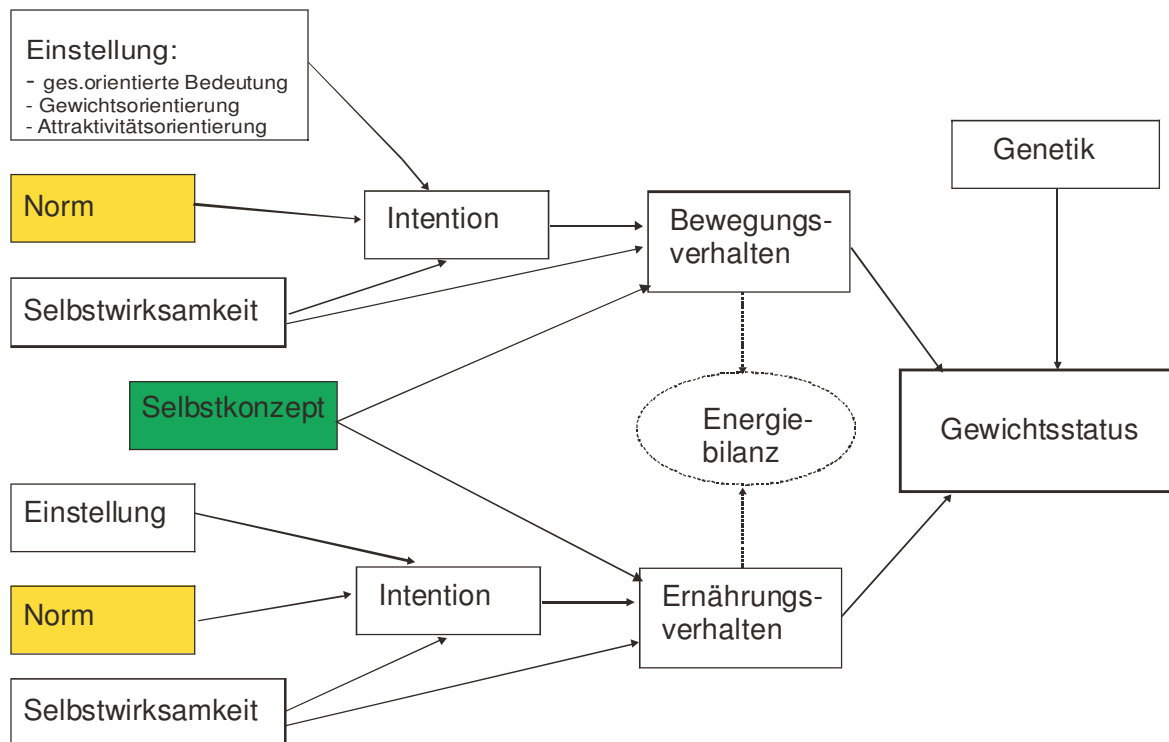 Einstellung:
- ges.orientierte Bedeutung
- Gewichtsorientierung
- Attraktivitätsorientierung
Genetik
Norm
Intention
Bewegungs-
verhalten
Selbstwirksamkeit
Selbstkonzept
Energie-
bilanz
Gewichtsstatus
Einstellung
Norm
Intention
Ernährungs-
verhalten
Selbstwirksamkeit